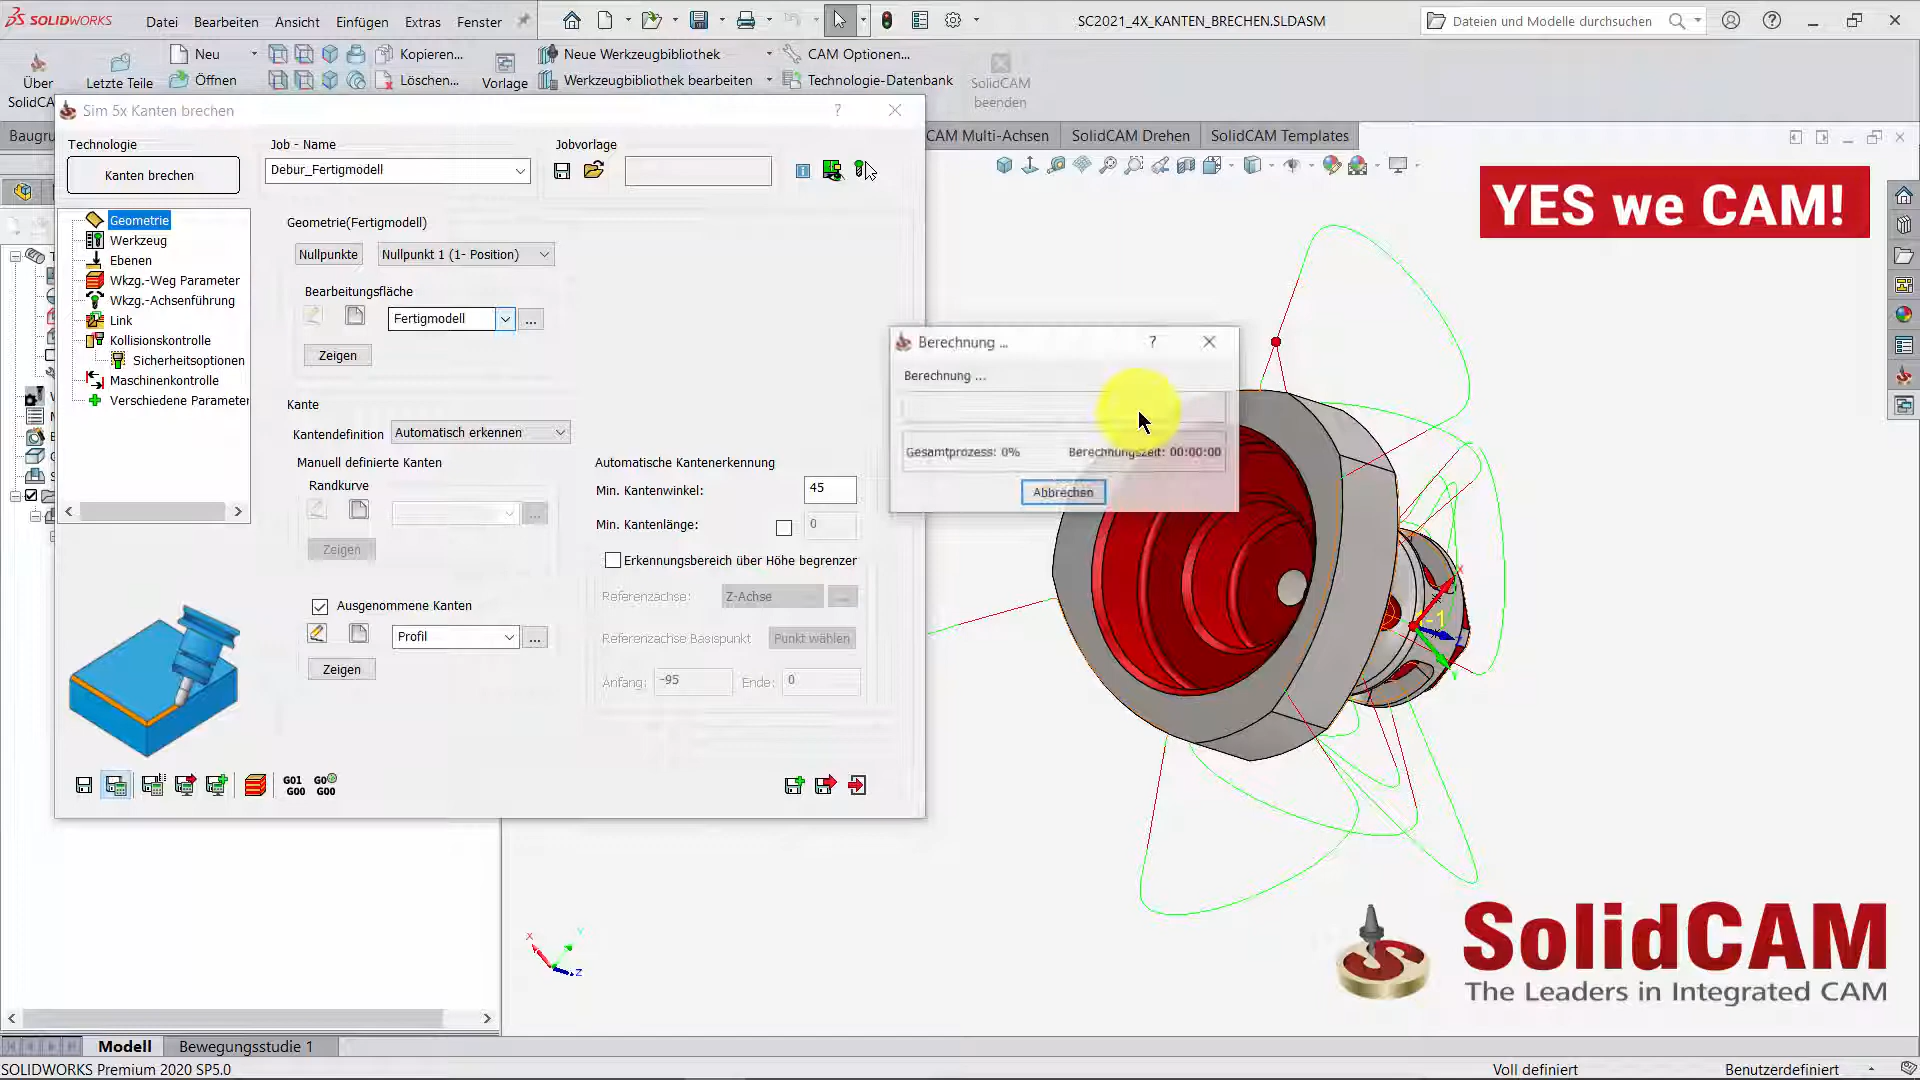 SOLIDWORKS
Datei
Bearbeiten
Ansicht
Einfügen
Extras
Fenster
SC2021_4X_KANTEN_BRECHEN.SLDASM
Dateien und Modelle durchsuchen
Über
SolidCA
Letzte Teile
Neu
Öffnen
Kopieren...
Löschen...
Vorlage
Neue Werkzeugbibliothek
Werkzeugbibliothek bearbeiten
CAM Optionen...
Technologie-Datenbank
SolidCAM
beenden
Baugru
CAM Multi-Achsen
SolidCAM Drehen
SolidCAM Templates
Sim 5x Kanten brechen
?
Technologie
Kanten brechen
Job - Name
Debur_Fertigmodell
Jobvorlage
Geometrie
Werkzeug
Ebenen
Wkzg.-Weg Parameter
Wkzg.-Achsenführung
Link
Kollisionskontrolle
Sicherheitsoptionen
Maschinenkontrolle
Verschiedene Parameter
Geometrie(Fertigmodell)
Nullpunkte
Nullpunkt 1 (1- Position)
Bearbeitungsfläche
Fertigmodell
...
Zeigen
Kante
Kantendefinition
Automatisch erkennen
Manuell definierte Kanten
Randkurve
...
Zeigen
Ausgenommene Kanten
Profil
...
Zeigen
Automatische Kantenerkennung
Min. Kantenwinkel:
45
Min. Kantenlänge:
0
Erkennungsbereich über Höhe begrenzer
Referenzachse:
Z-Achse
...
Referenzachse Basispunkt
Punkt wählen
Anfang:
-95
Ende:
0
G01
G00
G0
G00
Berechnung ...
?
Berechnung ...
Gesamtprozess: 0%
Berechnungszeit: 00:00:00
Abbrechen
YES we CAM!
X
-1
X
Y
Z
SolidCAM
The Leaders in Integrated CAM
Modell
Bewegungsstudie 1
SOLIDWORKS Premium 2020 SP5.0
Voll definiert
Benutzerdefiniert